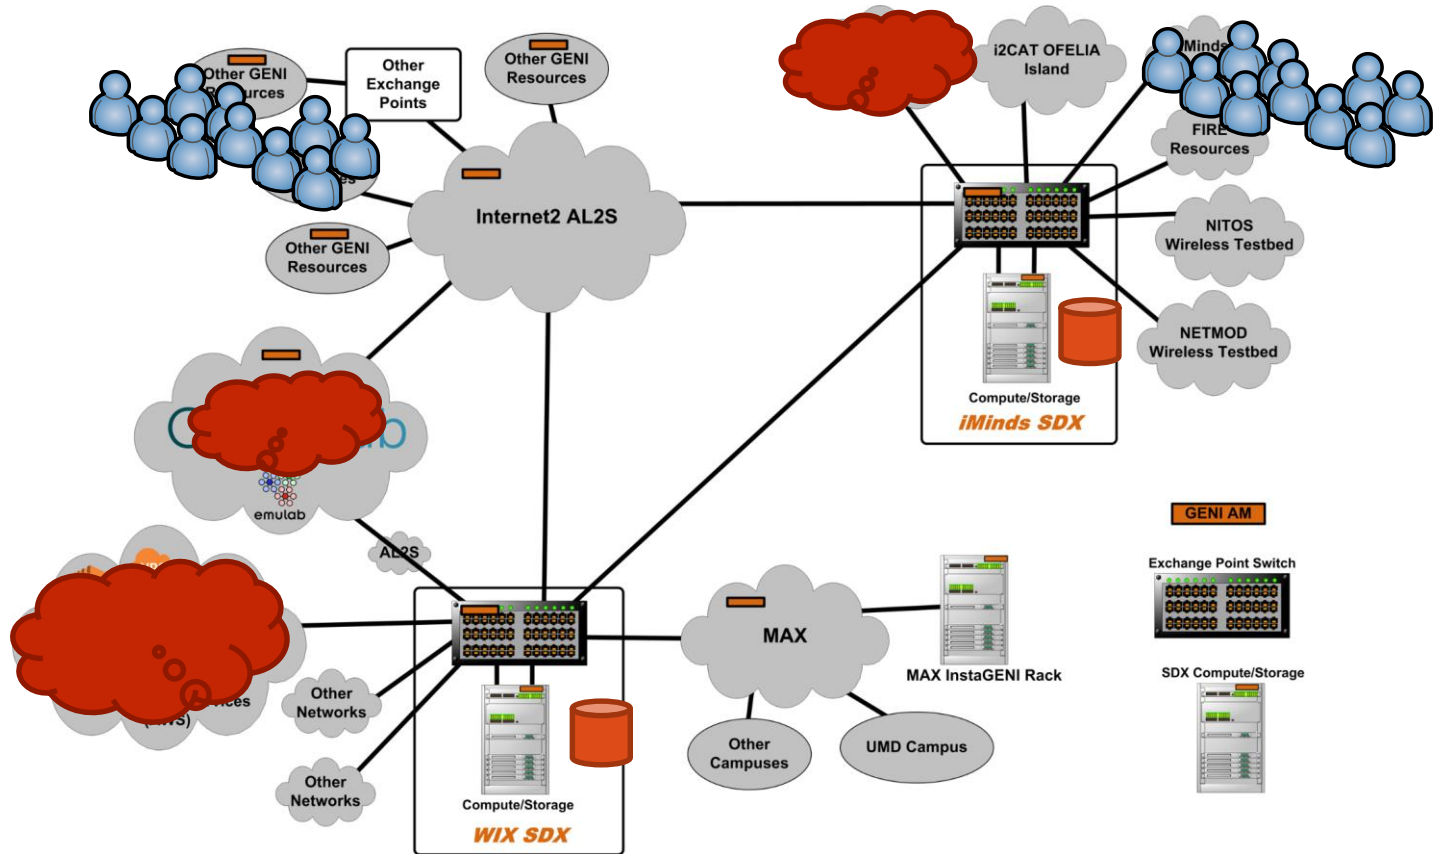 Other GENI
Other
Exchange
Points
Other GENI
Resources
i2CAT OFELIA
Island
FIRE
Resources
Internet2 AL2S
Other GENI
Resources
NITOS
Wireless Testbed
NETMOD
Wireless Testbed
Compute/Storage
iMinds SDX
emulab
AL2S
GENI AM
Exchange Point Switch
MAX
MAX InstaGENI Rack
SDX Compute/Storage
Other
Networks
Other
Campuses
UMD Campus
Other
Networks
Compute/Storage
WIX SDX